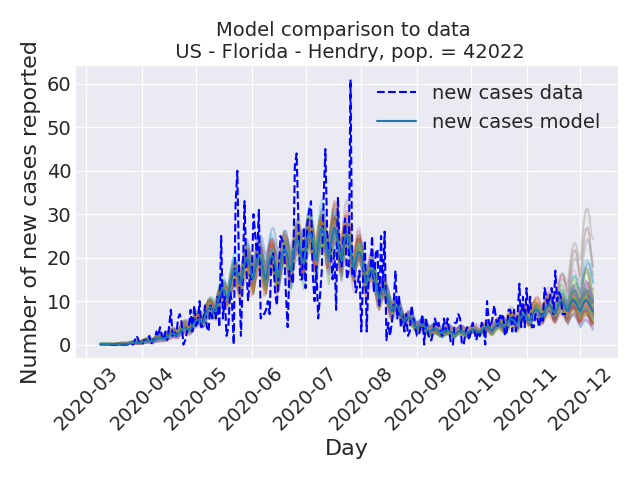 Model comparison to data
US - Florida - Hendry, pop. = 42022
Number of new cases reported
60
50
40
30
20
10
0
new cases data
new cases model
2020-03
2020-04
2020-05
2020-06
2020-07
2020-08
2020-09
2020-10
2020-11
2020-12
Day